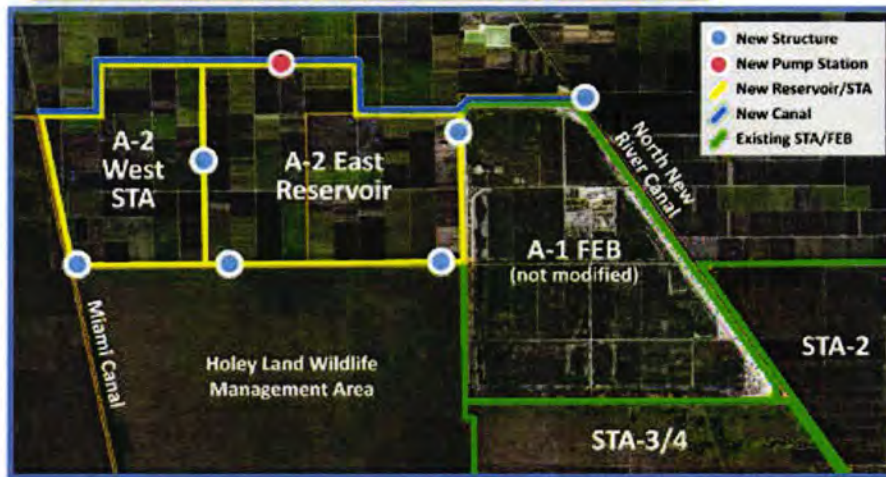 New Structure
New Pump Station
New Reservoir/STA
New Canal
Existing STA/FEB
A-2
West
STA
A-2 East
Reservoir
North New
River Canal
A-1 FEB
(not modified)
Miami Canal
Holey Land Wildlife
Management Area
STA-2
STA-3/4